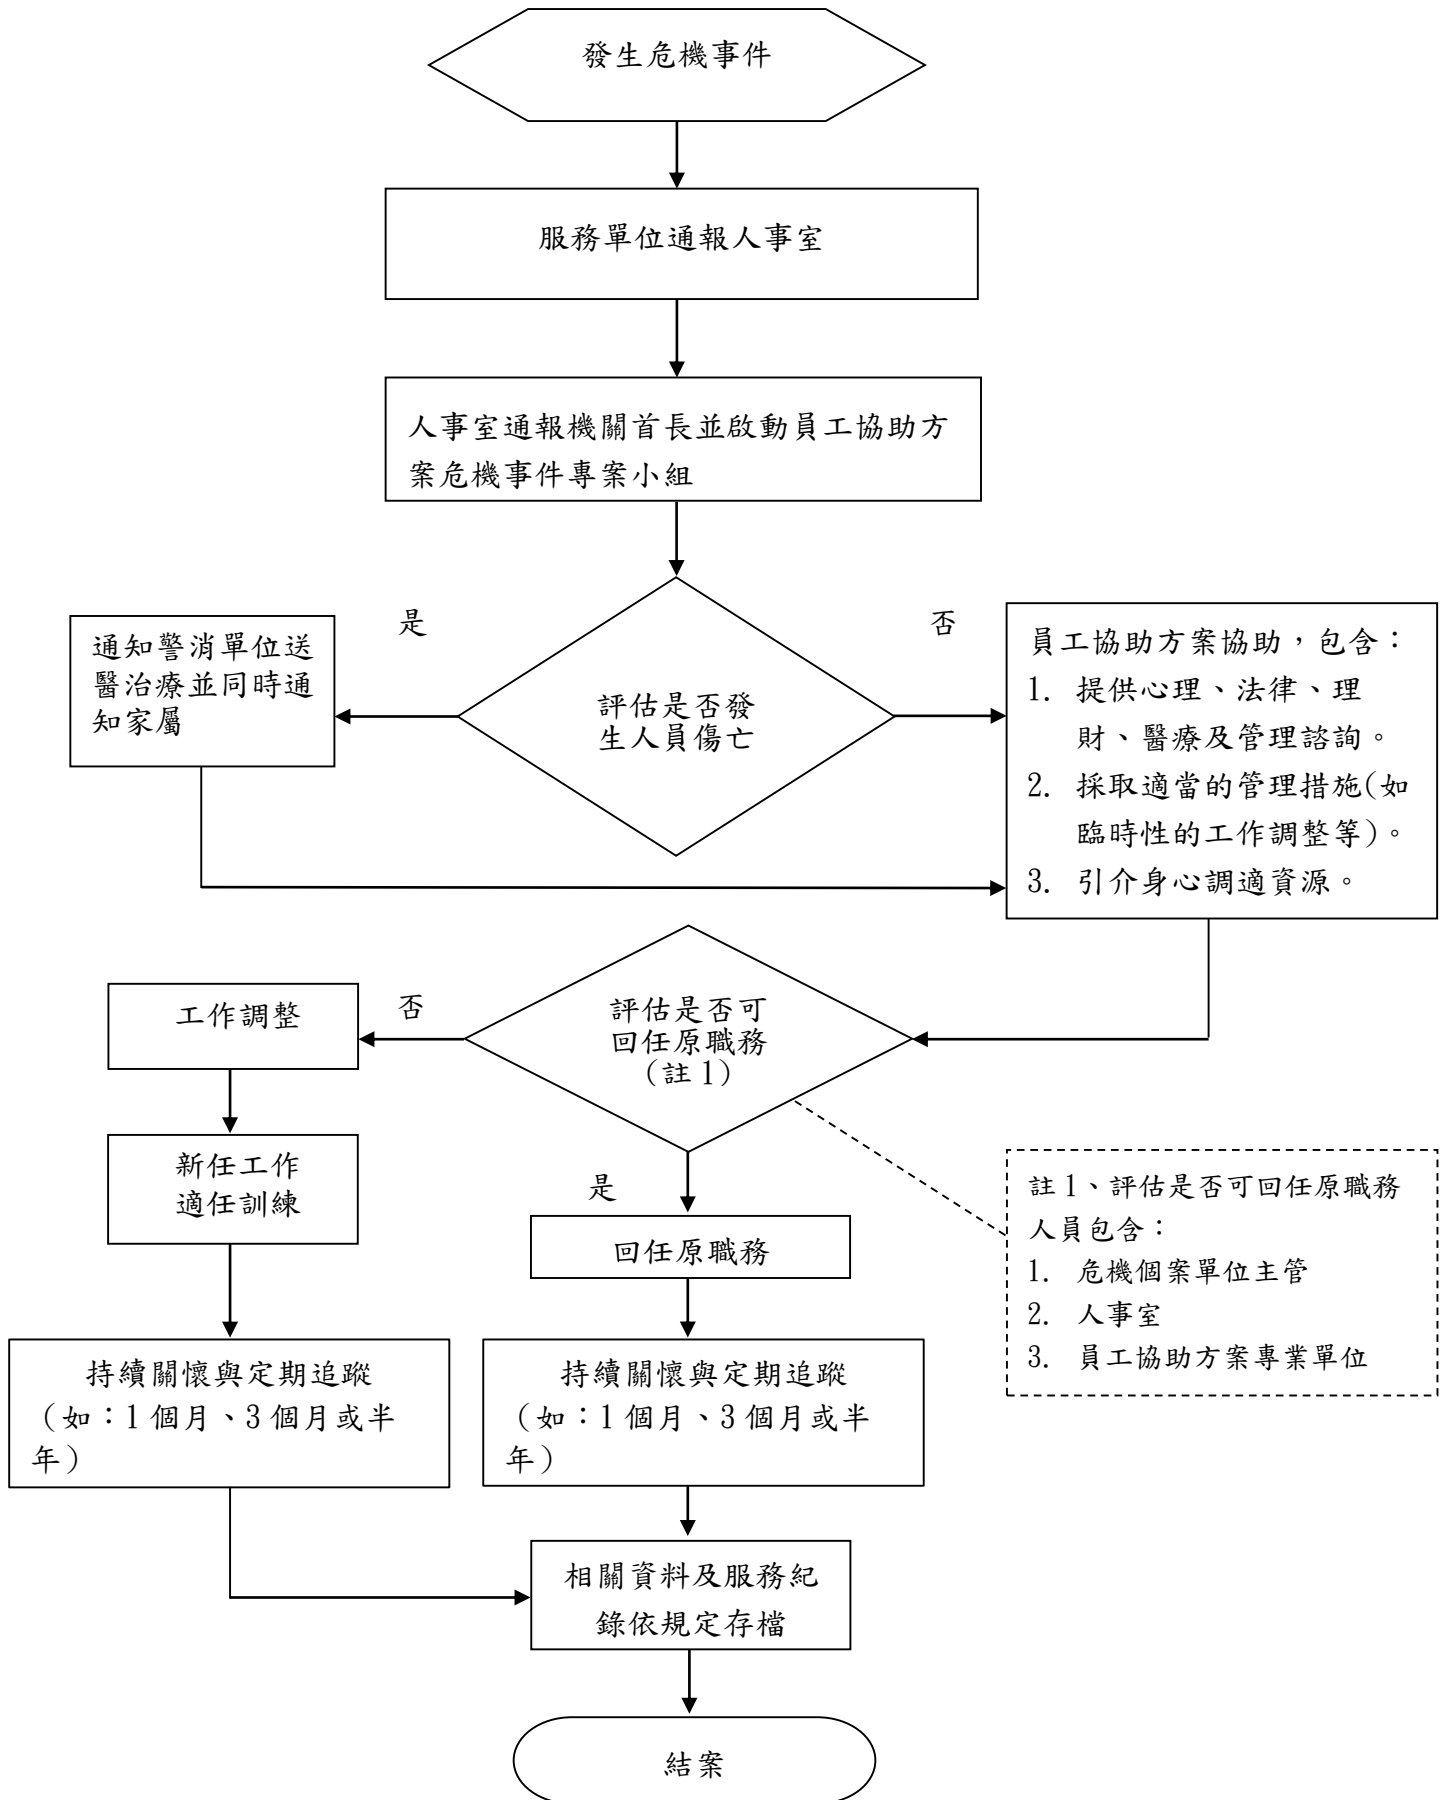 發生危機事件
服務單位通報人事室
人事室通報機關首長並啟動員工協助方
案危機事件專案小組
是
否
通知警消單位送
醫治療並同時通
知家屬
評估是否發
生人員傷亡
員工協助方案協助，包含：
1. 提供心理、法律、理
財、醫療及管理諮詢。
2. 採取適當的管理措施(如
臨時性的工作調整等)。
3. 引介身心調適資源。
工作調整
否
評估是否可
回任原職務
(註1)
新任工作
適任訓練
是
回任原職務
註1、評估是否可回任原職務
人員包含：
1. 危機個案單位主管
2. 人事室
3. 員工協助方案專業單位
持續關懷與定期追蹤
（如：1個月、3個月或半
年）
持續關懷與定期追蹤
（如：1個月、3個月或半
年）
相關資料及服務紀
錄依規定存檔
結案